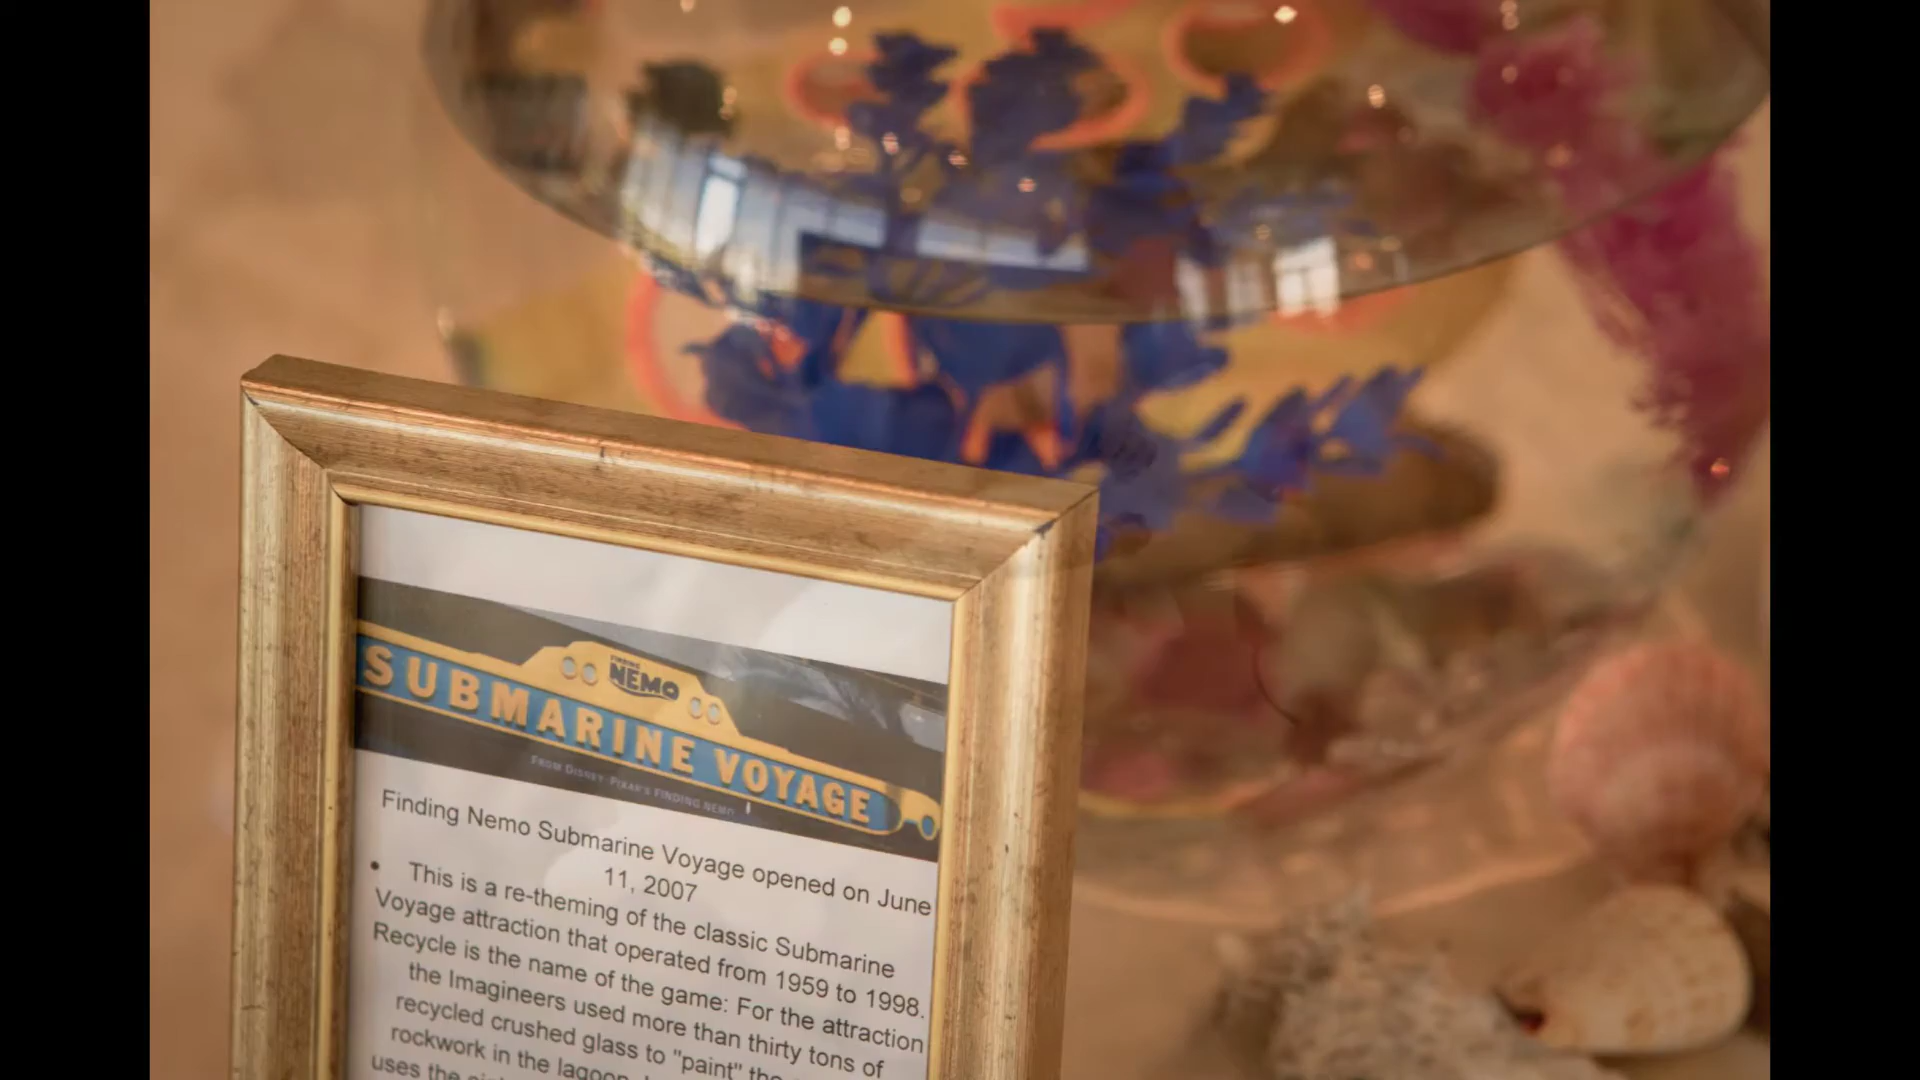 FINDING
NEMO
SUBMARINE VOYAGE
FROM DISNEY·PIXAR'S FINDING NEMO
Finding Nemo Submarine Voyage opened on June
11, 2007
• This is a re-theming of the classic Submarine
Voyage attraction that operated from 1959 to 1998.
Recycle is the name of the game: For the attraction
the Imagineers used more than thirty tons of
recycled crushed glass to "paint" the
rockwork in the lagoon
uses the